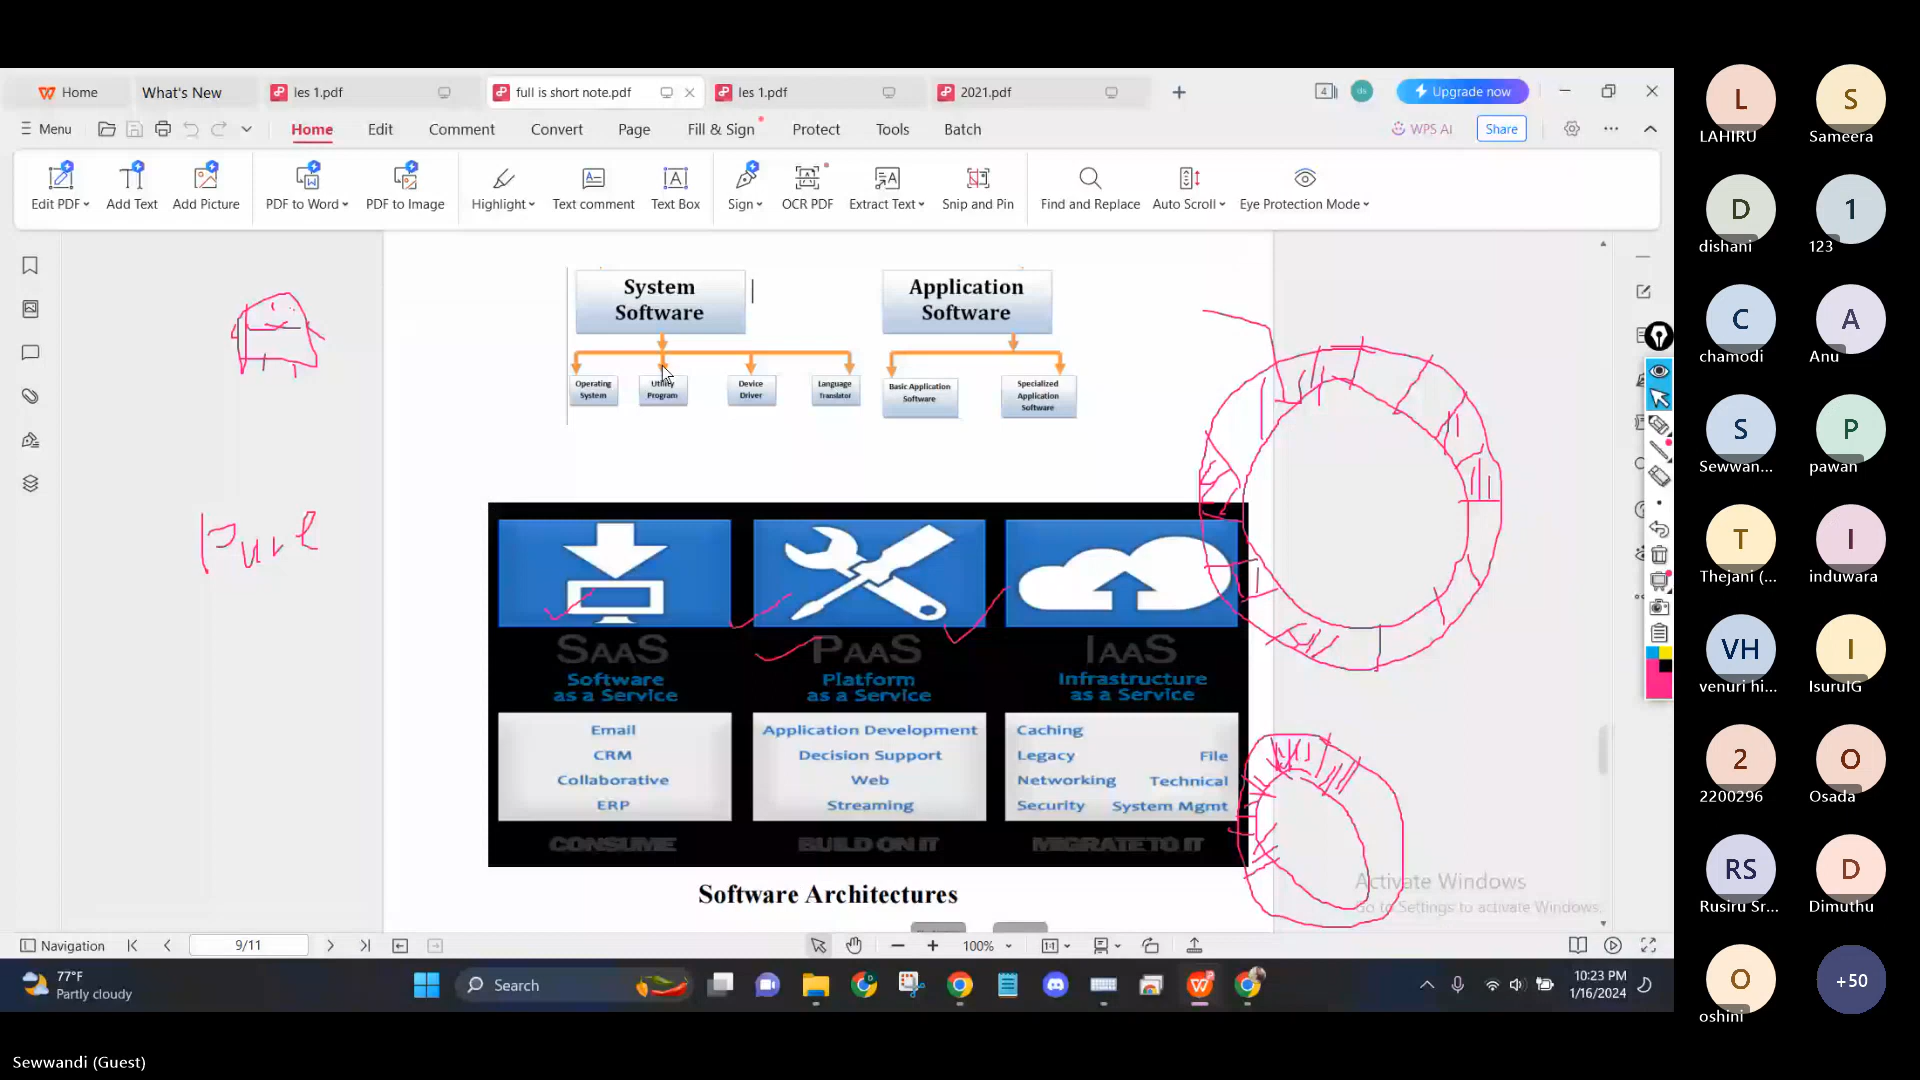 Home
What's New
les 1.pdf
full is short note.pdf
les 1.pdf
2021.pdf
4
ds
Upgrade now
Menu
Home
Edit
Comment
Convert
Page
Fill & Sign
Protect
Tools
Batch
WPS AI
Share
Edit PDF
Add Text
Add Picture
PDF to Word
PDF to Image
Highlight
Text comment
Text Box
Sign
OCR PDF
Extract Text
Snip and Pin
Find and Replace
Auto Scroll
Eye Protection Mode
System
Software
Application
Software
Operating
System
Utility
Program
Device
Driver
Language
Translator
Basic Application
Software
Specialized
Application
Software
SAAS
Software
as a Service
PAAS
Platform
as a Service
IAAS
Infrastructure
as a Service
Email
CRM
Collaborative
ERP
Application Development
Decision Support
Web
Streaming
Caching
Legacy File
Networking Technical
Security System Mgmt
CONSUME
BUILD ON IT
MIGRATE TO IT
Software Architectures
Activate Windows
Go to Settings to activate Windows.
Navigation
9/11
100%
77°F
Partly cloudy
Search
10:23 PM
1/16/2024
L
LAHIRU
S
Sameera
D
dishani
1
123
C
chamodi
A
Anu
S
Sewwan...
P
pawan
T
Thejani (...
I
induwara
VH
venuri hi...
I
IsuruIG
2
2200296
O
Osada
RS
Rusiru Sr...
D
Dimuthu
O
oshini
+50
Sewwandi (Guest)